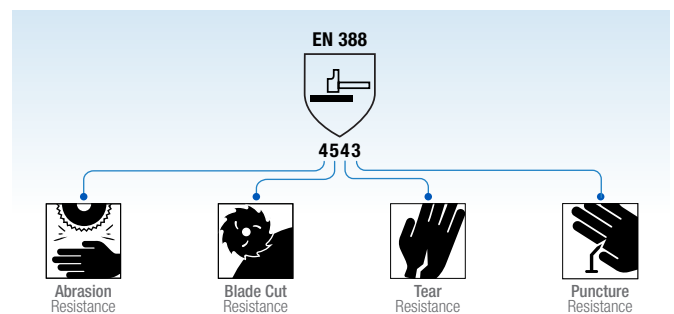 EN 388
4543
Abrasion
Resistance
Blade Cut
Resistance
Tear
Resistance
Puncture
Resistance